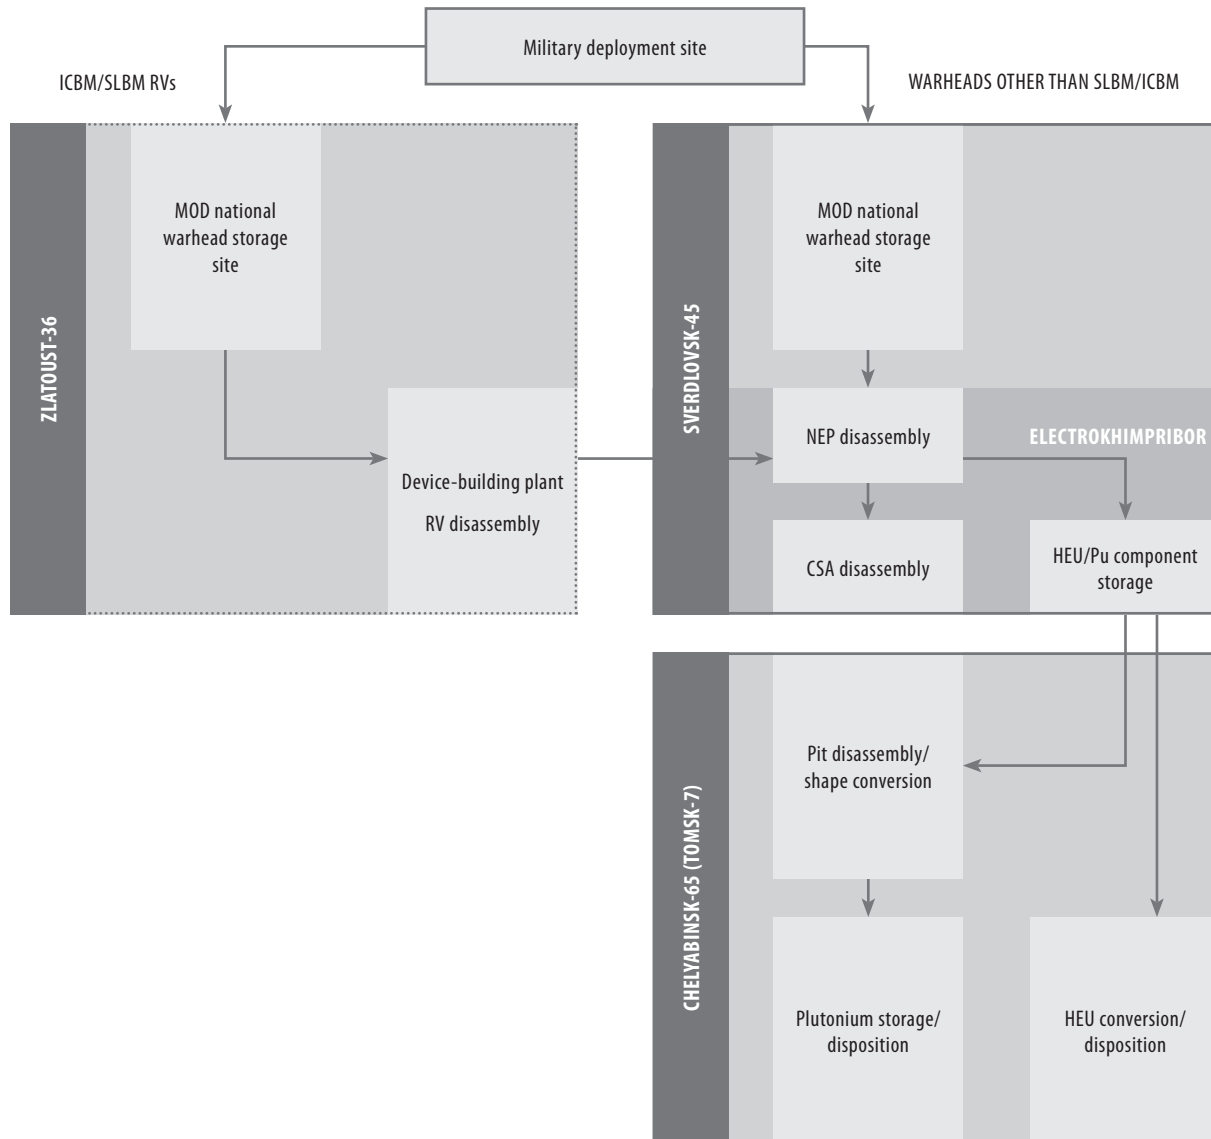 Military deployment site
ICBM/SLBM RVs
WARHEADS OTHER THAN SLBM/ICBM
ZLATOUST-36
MOD national
warhead storage
site
Device-building plant
RV disassembly
SVERDLOVSK-45
MOD national
warhead storage
site
NEP disassembly
ELECTROKHIMPRIBOR
CSA disassembly
HEU/Pu component
storage
CHELYABINSK-65 (TOMSK-7)
Pit disassembly/
shape conversion
Plutonium storage/
disposition
HEU conversion/
disposition